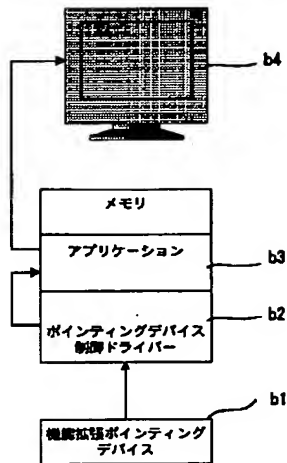 b4
メモリ
アプリケーション
b3
b2
ポインティングデバイス
制御ドライバー
b1
機能拡張ポインティング
デバイス